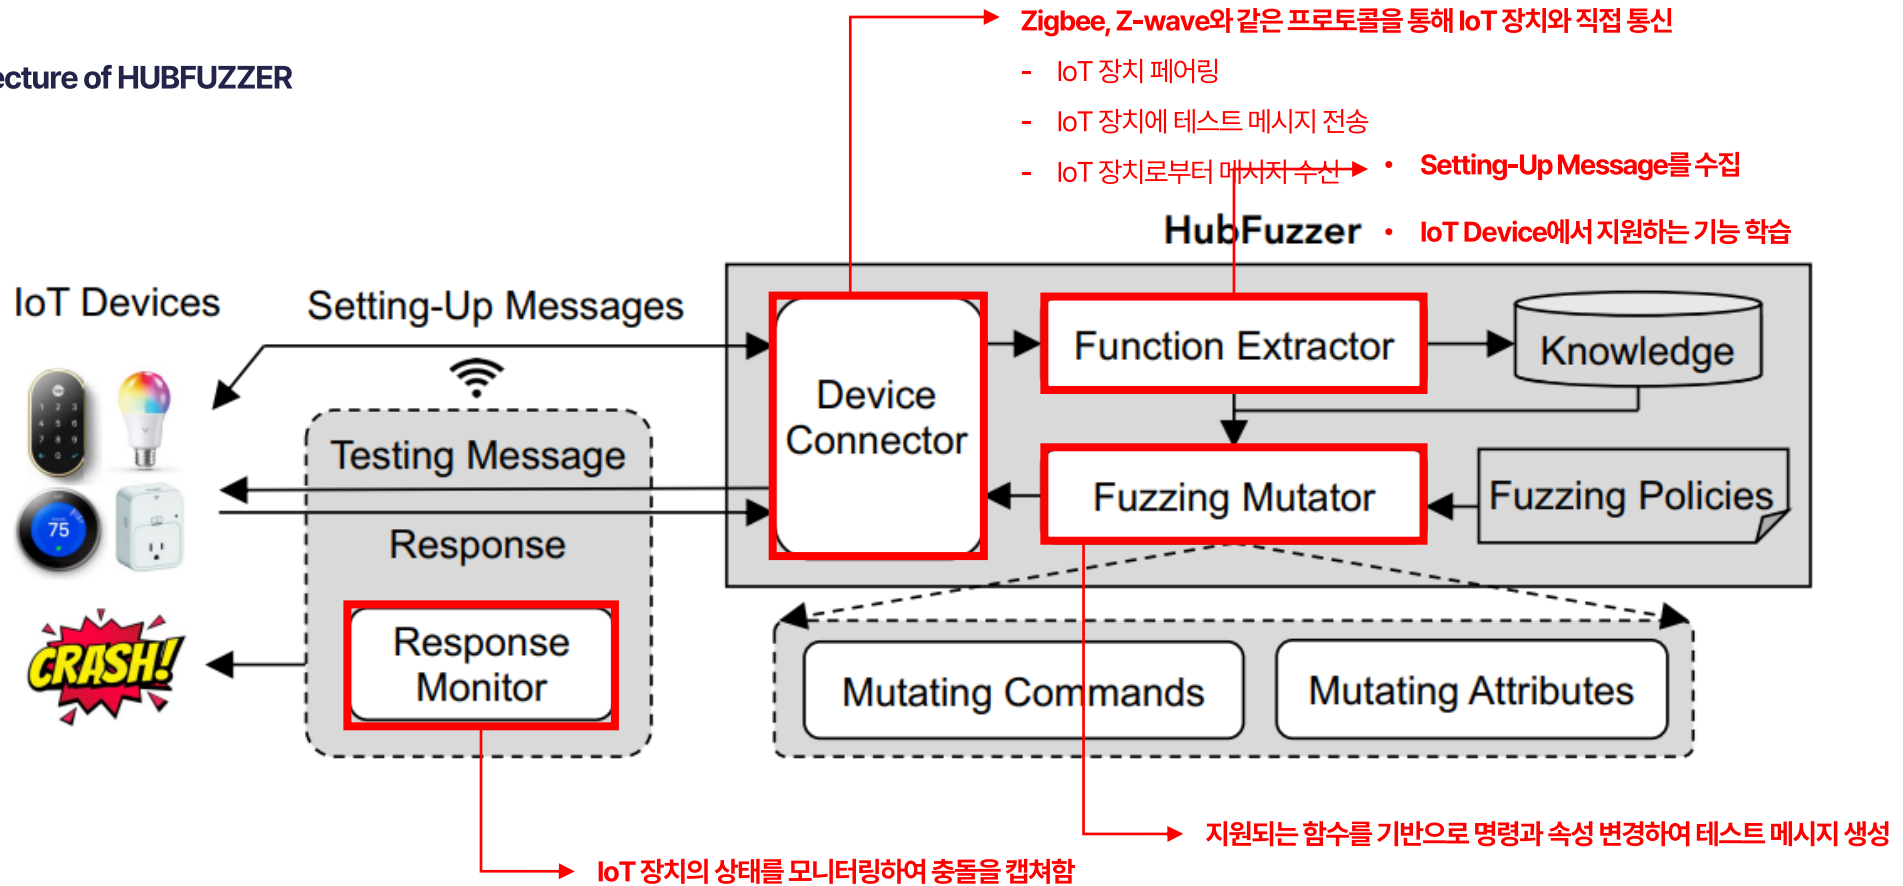 Zigbee, Z-wave와 같은 프로토콜을 통해 IoT 장치와 직접 통신
ecture of HUBFUZZER
- IoT 장치 페어링
- IoT 장치에 테스트 메시지 전송
- IoT 장치로부터 메시지 수신
• Setting-Up Message를 수집
HubFuzzer
• IoT Device에서 지원하는 기능 학습
IoT Devices
Setting-Up Messages
Function Extractor
Knowledge
Device
Connector
Testing Message
Fuzzing Mutator
Fuzzing Policies
75
Response
CRASH!
Response
Monitor
Mutating Commands
Mutating Attributes
지원되는 함수를 기반으로 명령과 속성 변경하여 테스트 메시지 생성
IoT 장치의 상태를 모니터링하여 충돌을 캡쳐함